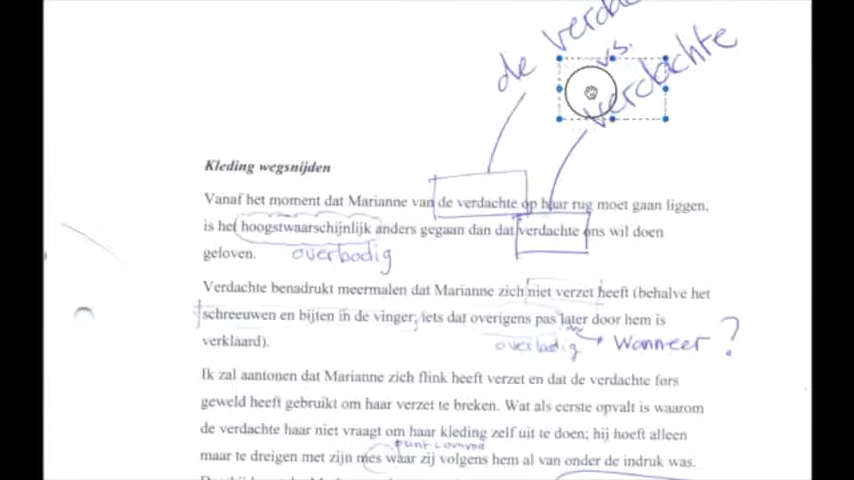 de verdac
vs.
verdachte
Kleding wegsnijden
Vanaf het moment dat Marianne van de verdachte op haar rug moet gaan liggen,
is het hoogstwaarschijnlijk anders gegaan dan dat verdachte ons wil doen
geloven. overbodig
Verdachte benadrukt meermalen dat Marianne zich niet verzet heeft (behalve het
schreeuwen en bijten in de vinger, iets dat overigens pas later door hem is
verklaard). overbodig Wanneer?
Ik zal aantonen dat Marianne zich flink heeft verzet en dat de verdachte fors
geweld heeft gebruikt om haar verzet te breken. Wat als eerste opvalt is waarom
de verdachte haar niet vraagt om haar kleding zelf uit te doen; hij hoeft alleen
punt comma
maar te dreigen met zijn mes waar zij volgens hem al van onder de indruk was.